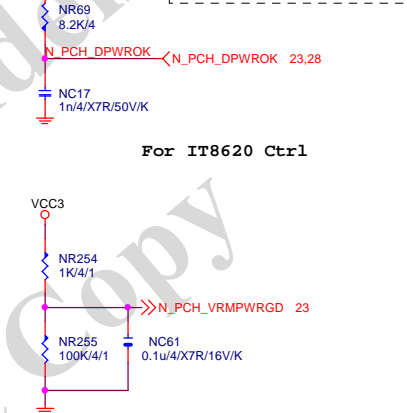 NR69
8.2K/4
N_PCH_DPWROK
N_PCH_DPWROK 23,28
NC17
1n/4/X7R/50V/K
For IT8620 Ctrl
VCC3
NR254
1K/4/1
N_PCH_VRMPWRGD 23
NR255
100K/4/1
NC61
0.1u/4/X7R/16V/K
Copy